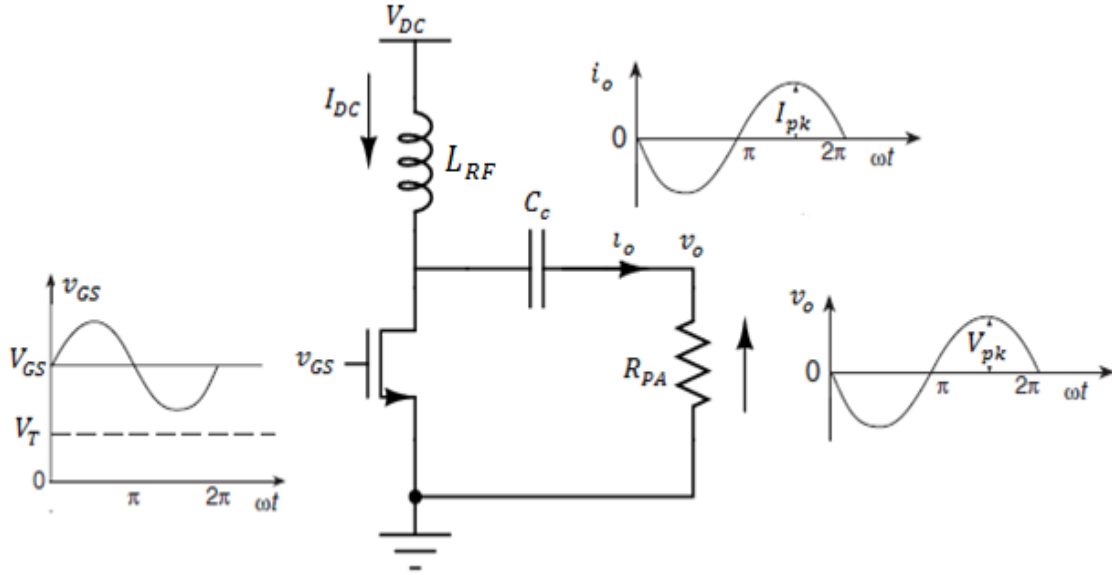 V_DC
I_DC
L_RF
C_c
ı_o
v_o
R_PA
v_GS
v_GS
V_GS
V_T
0
π
2π
ωt
i_o
0
I_pk
π
2π
ωt
v_o
0
V_pk
π
2π
ωt